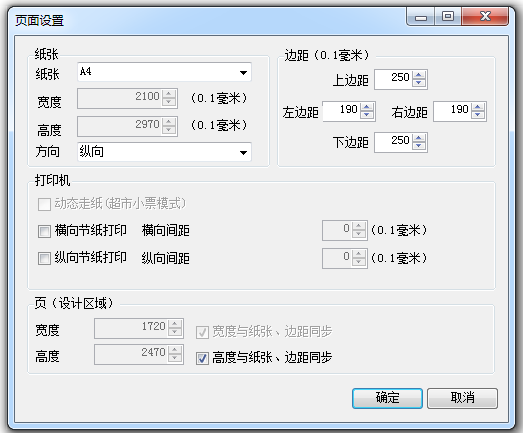 页面设置
纸张
纸张 A4
宽度 2100 (0.1毫米)
高度 2970 (0.1毫米)
方向 纵向
边距 (0.1毫米)
上边距 250
左边距 190 右边距 190
下边距 250
打印机
动态走纸(超市小票模式)
横向节纸打印 横向间距 0 (0.1毫米)
纵向节纸打印 纵向间距 0 (0.1毫米)
页 (设计区域)
宽度 1720 宽度与纸张、边距同步
高度 2470 高度与纸张、边距同步
确定 取消